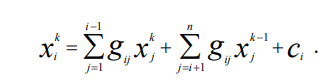 $x_i^k = \sum_{j=1}^{i-1} g_{ij} x_j^k + \sum_{j=i+1}^{n} g_{ij} x_j^{k-1} + c_i \; .$